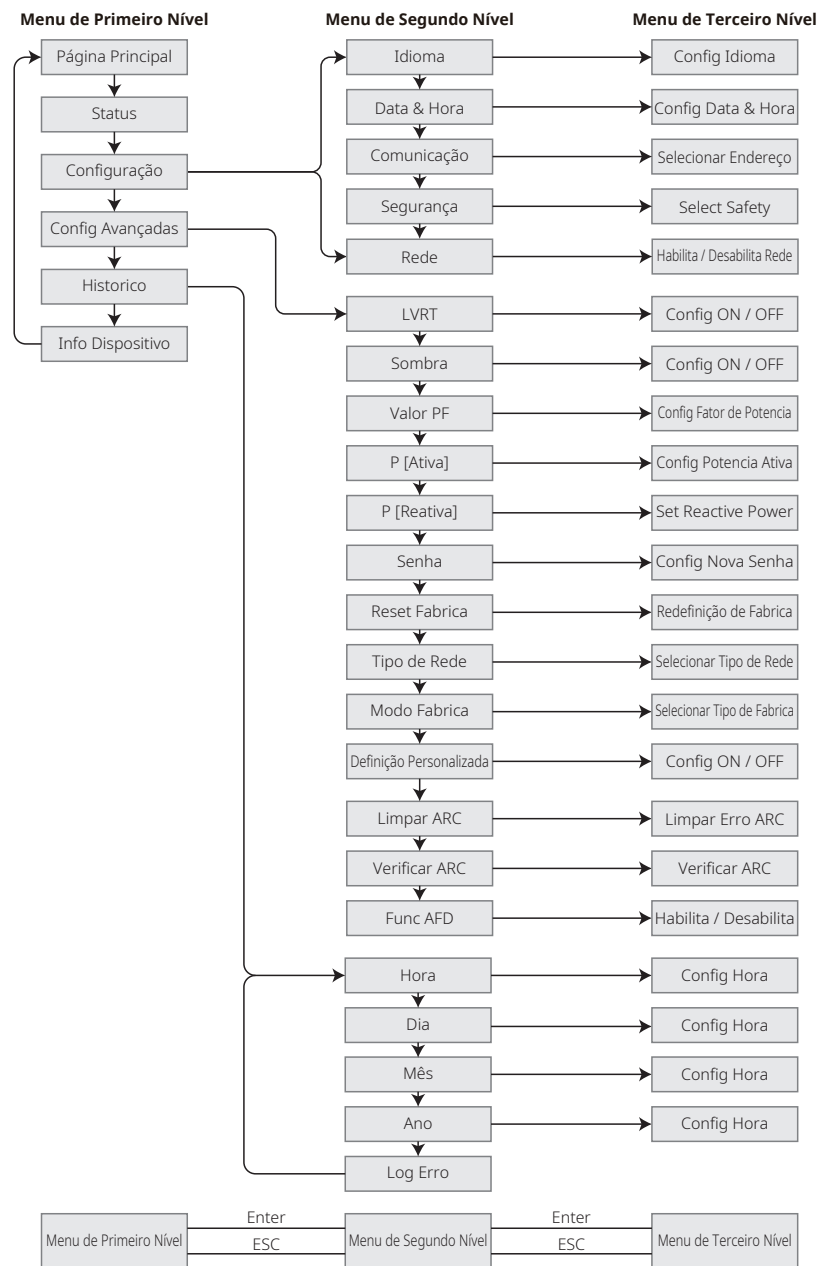 Menu de Primeiro Nível
Menu de Segundo Nível
Menu de Terceiro Nível
Página Principal
Status
Configuração
Config Avançadas
Historico
Info Dispositivo
Idioma
Config Idioma
Data & Hora
Config Data & Hora
Comunicação
Selecionar Endereço
Segurança
Select Safety
Rede
Habilita / Desabilita Rede
LVRT
Config ON / OFF
Sombra
Config ON / OFF
Valor PF
Config Fator de Potencia
P [Ativa]
Config Potencia Ativa
P [Reativa]
Set Reactive Power
Senha
Config Nova Senha
Reset Fabrica
Redefinição de Fabrica
Tipo de Rede
Selecionar Tipo de Rede
Modo Fabrica
Selecionar Tipo de Fabrica
Definição Personalizada
Config ON / OFF
Limpar ARC
Limpar Erro ARC
Verificar ARC
Verificar ARC
Func AFD
Habilita / Desabilita
Hora
Config Hora
Dia
Config Hora
Mês
Config Hora
Ano
Config Hora
Log Erro
Menu de Primeiro Nível
Enter
ESC
Menu de Segundo Nível
Enter
ESC
Menu de Terceiro Nível